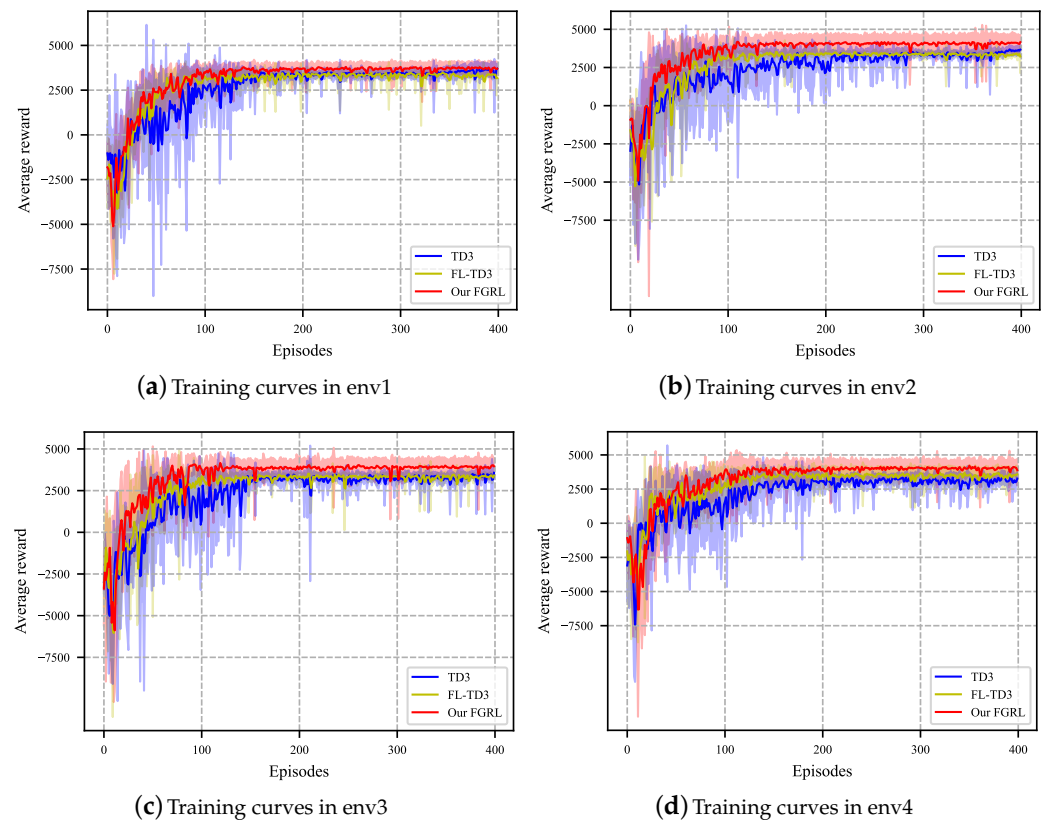 5000
2500
0
−2500
−5000
−7500
Average reward
0 100 200 300 400
Episodes
TD3
FL-TD3
Our FGRL
(a) Training curves in env1
5000
2500
0
−2500
−5000
−7500
Average reward
0 100 200 300 400
Episodes
TD3
FL-TD3
Our FGRL
(b) Training curves in env2
5000
2500
0
−2500
−5000
−7500
Average reward
0 100 200 300 400
Episodes
TD3
FL-TD3
Our FGRL
(c) Training curves in env3
5000
2500
0
−2500
−5000
−7500
Average reward
0 100 200 300 400
Episodes
TD3
FL-TD3
Our FGRL
(d) Training curves in env4